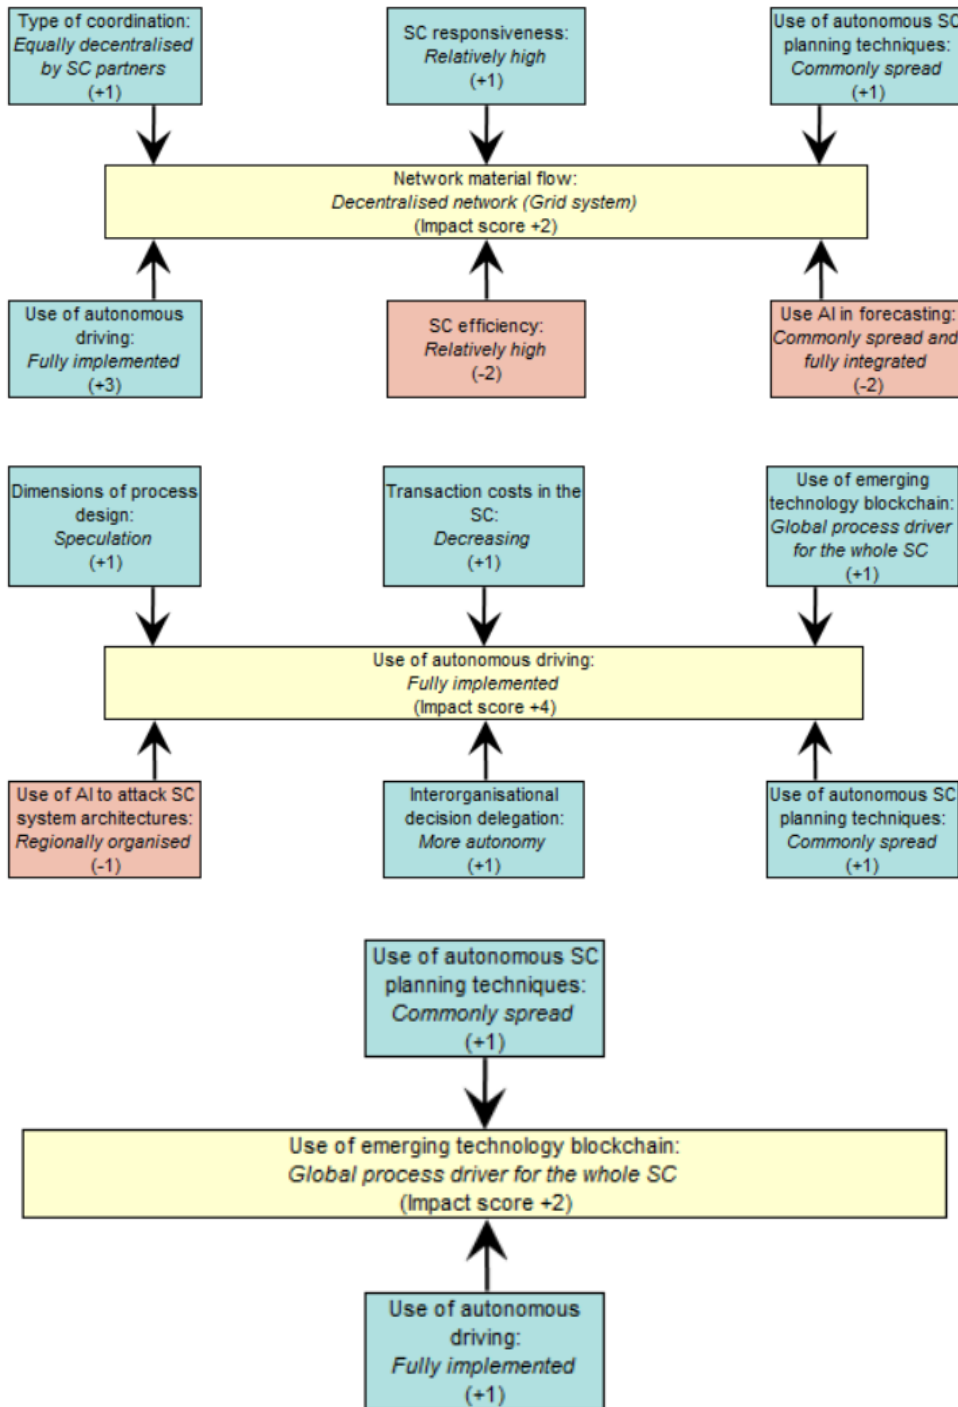 Type of coordination:
Equally decentralised
by SC partners
(+1)
SC responsiveness:
Relatively high
(+1)
Use of autonomous SC
planning techniques:
Commonly spread
(+1)
Network material flow:
Decentralised network (Grid system)
(Impact score +2)
Use of autonomous
driving:
Fully implemented
(+3)
SC efficiency:
Relatively high
(-2)
Use AI in forecasting:
Commonly spread and
fully integrated
(-2)
Dimensions of process
design:
Speculation
(+1)
Transaction costs in the
SC:
Decreasing
(+1)
Use of emerging
technology blockchain:
Global process driver
for the whole SC
(+1)
Use of autonomous driving:
Fully implemented
(Impact score +4)
Use of AI to attack SC
system architectures:
Regionally organised
(-1)
Interorganisational
decision delegation:
More autonomy
(+1)
Use of autonomous SC
planning techniques:
Commonly spread
(+1)
Use of autonomous SC
planning techniques:
Commonly spread
(+1)
Use of emerging technology blockchain:
Global process driver for the whole SC
(Impact score +2)
Use of autonomous
driving:
Fully implemented
(+1)